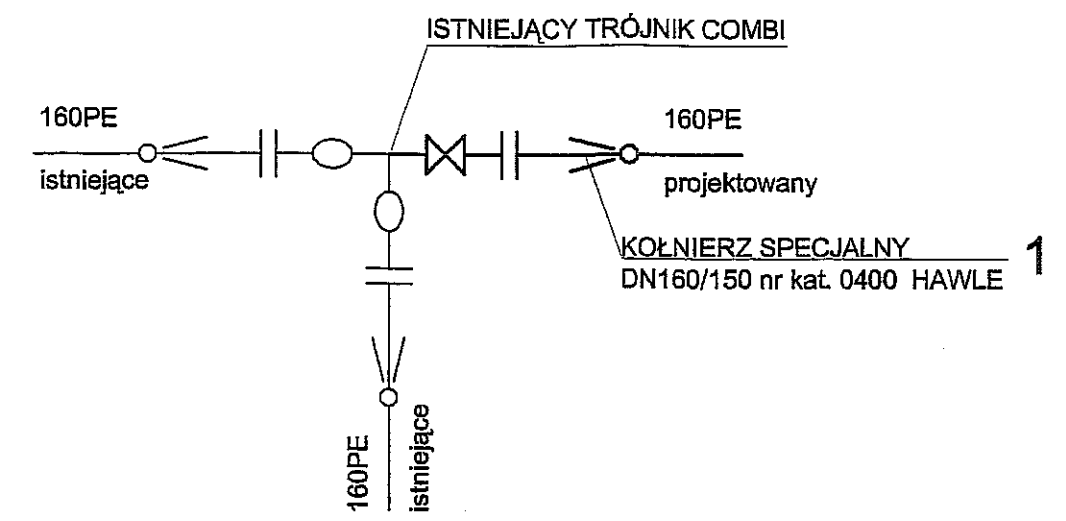 ISTNIEJĄCY TRÓJNIK COMBI
160PE
istniejące
160PE
projektowany
KOŁNIERZ SPECJALNY
DN160/150 nr kat. 0400 HAWLE
1
160PE
istniejące